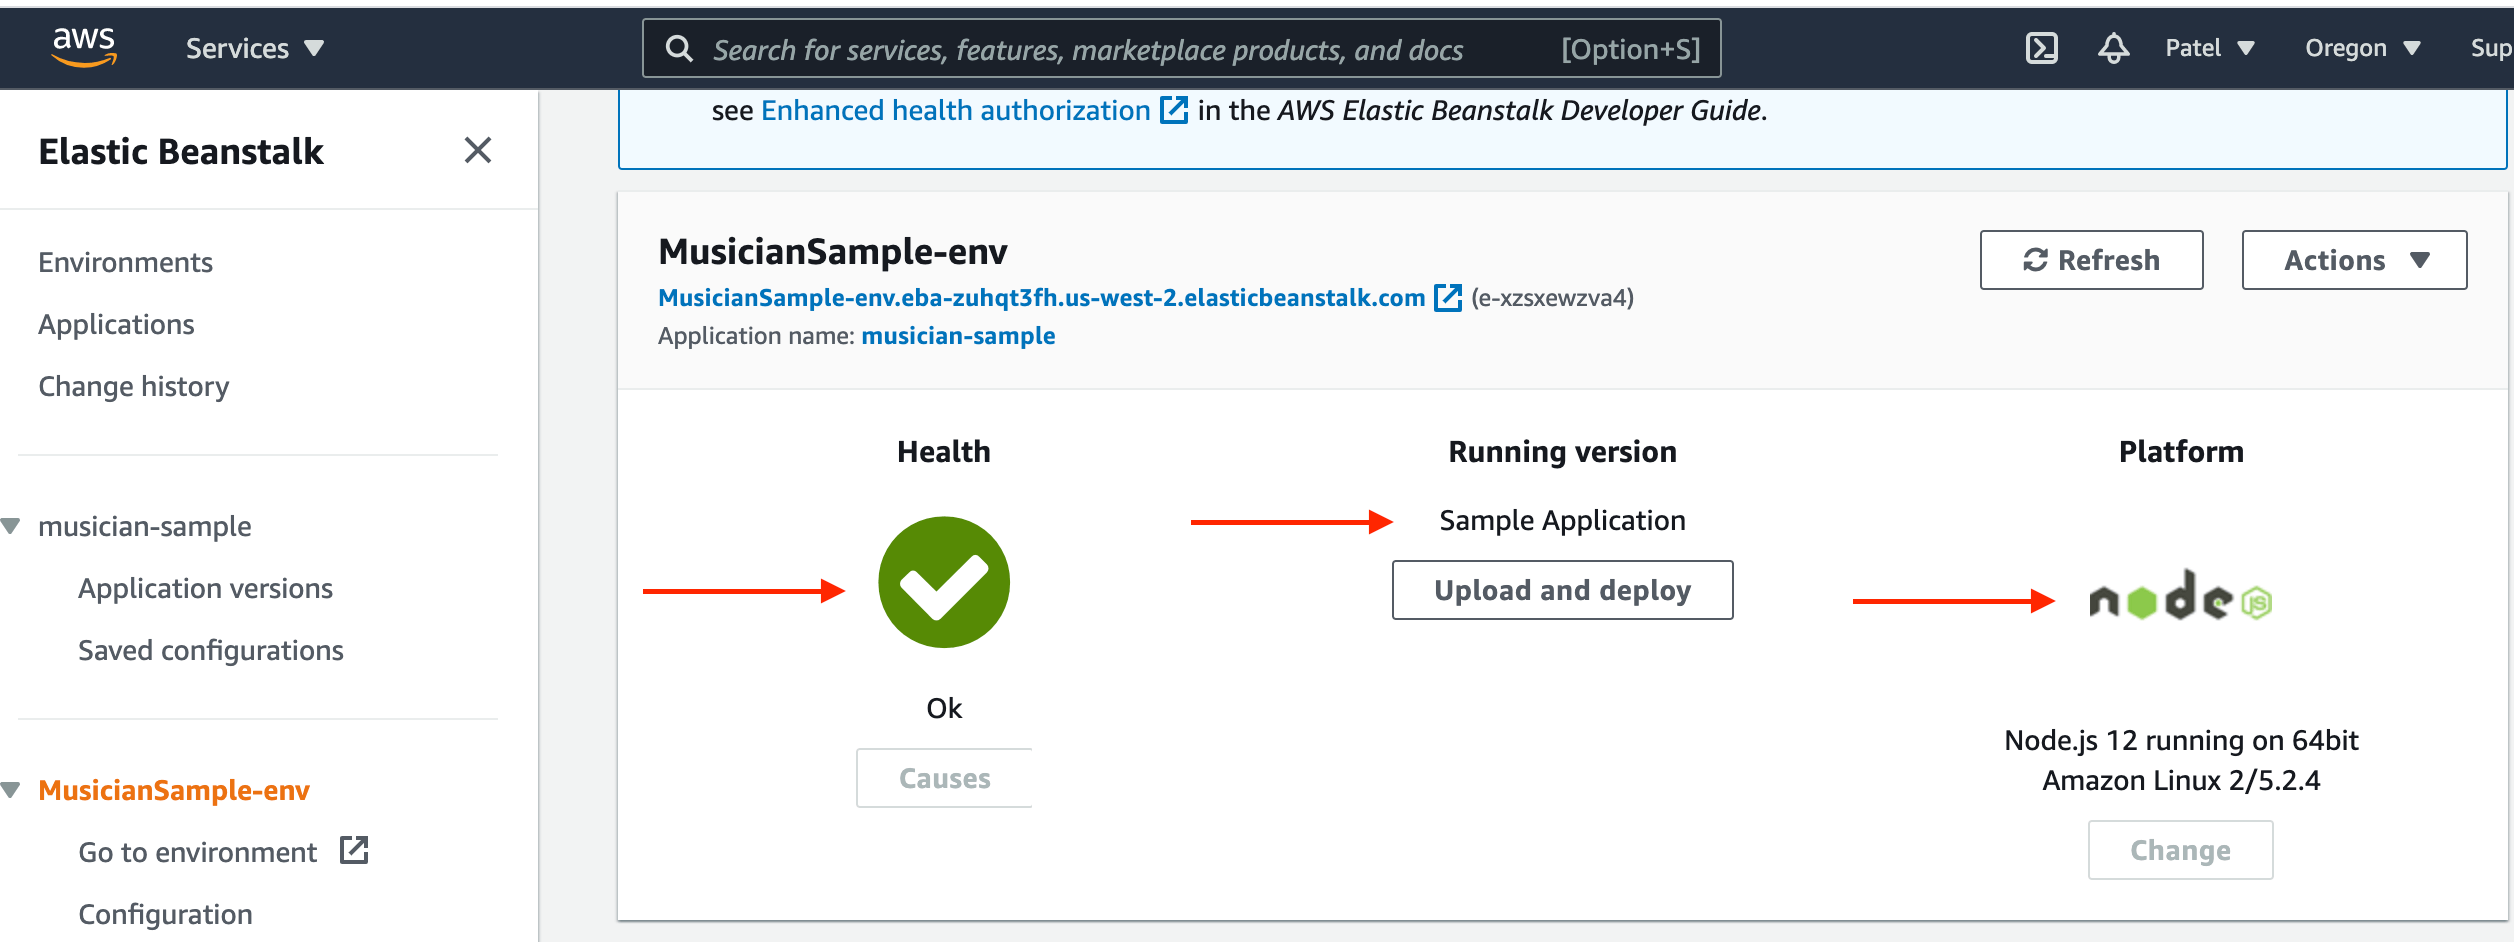 aws Services Search for services, features, marketplace products, and docs [Option+S] Patel Oregon Sup
see Enhanced health authorization in the AWS Elastic Beanstalk Developer Guide.
Elastic Beanstalk
Environments
Applications
Change history
musician-sample
Application versions
Saved configurations
MusicianSample-env
Go to environment
Configuration
MusicianSample-env
Refresh
Actions
MusicianSample-env.eba-zuhqt3fh.us-west-2.elasticbeanstalk.com (e-xzsxewzva4)
Application name: musician-sample
Health
Ok
Causes
Running version
Sample Application
Upload and deploy
Platform
node JS
Node.js 12 running on 64bit
Amazon Linux 2/5.2.4
Change